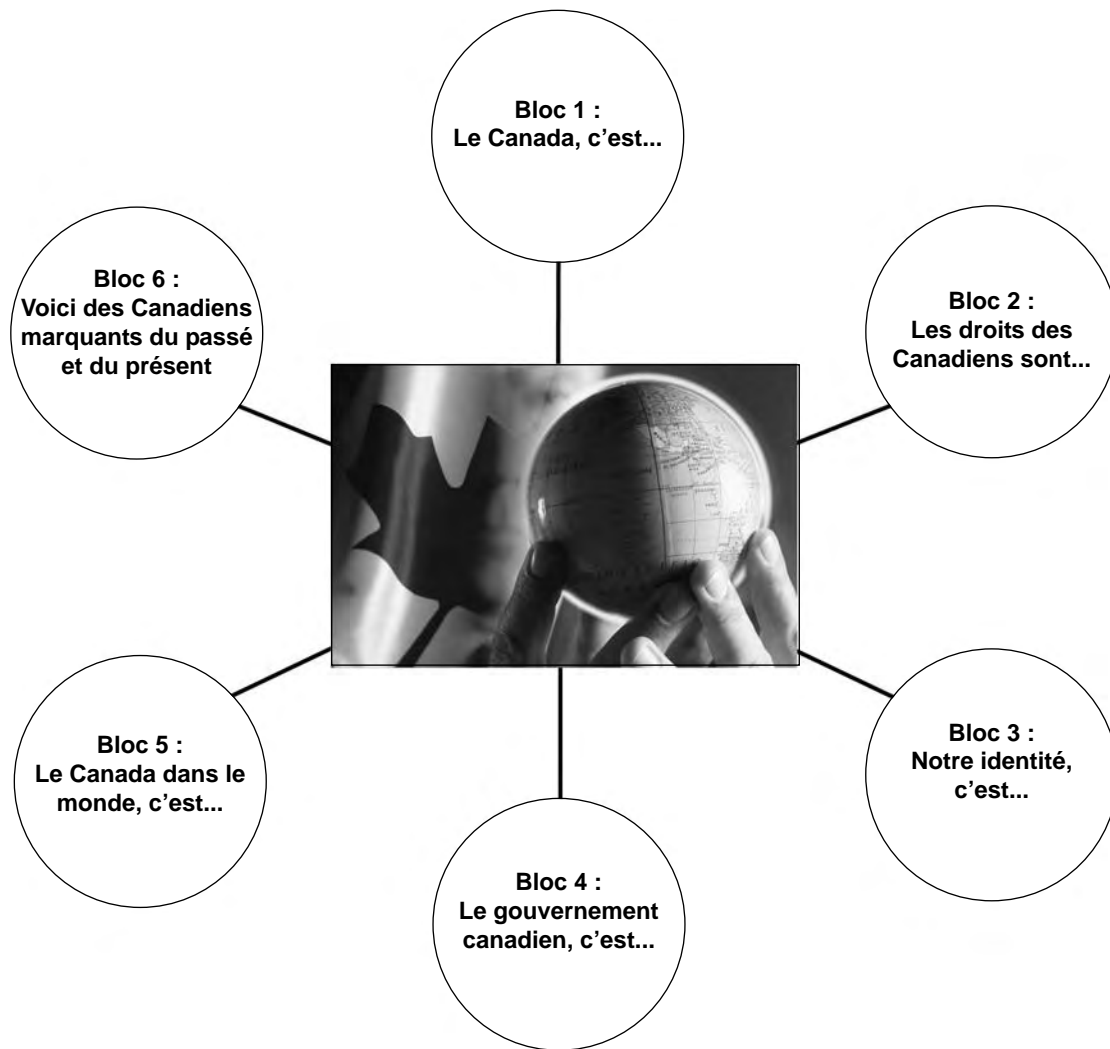 Bloc 1 :
Le Canada, c’est...
Bloc 2 :
Les droits des
Canadiens sont...
Bloc 3 :
Notre identité,
c’est...
Bloc 4 :
Le gouvernement
canadien, c’est...
Bloc 5 :
Le Canada dans le
monde, c’est...
Bloc 6 :
Voici des Canadiens
marquants du passé
et du présent